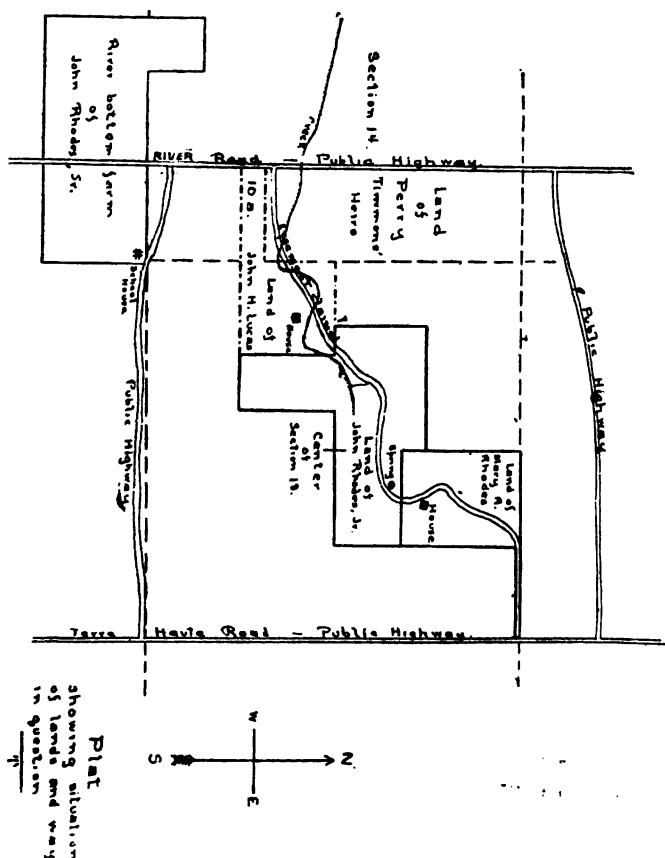 River bottom farm
of
John Rhodes, Sr.
Section 14.
Creek
RIVER Road — Public Highway.
Land
of
Perry
Timmons'
Heirs
10 a.
Land of
John H. Lucas
House
School House
Public Highway
Public Highway
Land of
Mary A.
Rhodes
House
Spring
Land of
John Rhodes, Jr.
Center
of
Section 13.
Terre Haute Road — Public Highway.
W
N
S
E
Plat
showing situation
of lands and way
in question